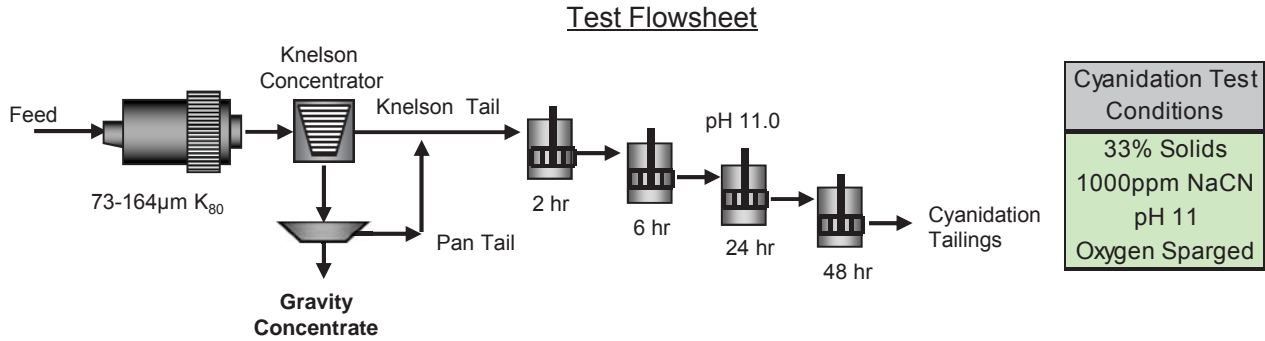 Test Flowsheet
Feed
73-164µm K80
Knelson
Concentrator
Knelson Tail
Pan Tail
Gravity
Concentrate
2 hr
6 hr
pH 11.0
24 hr
48 hr
Cyanidation
Tailings
Cyanidation Test
Conditions
33% Solids
1000ppm NaCN
pH 11
Oxygen Sparged